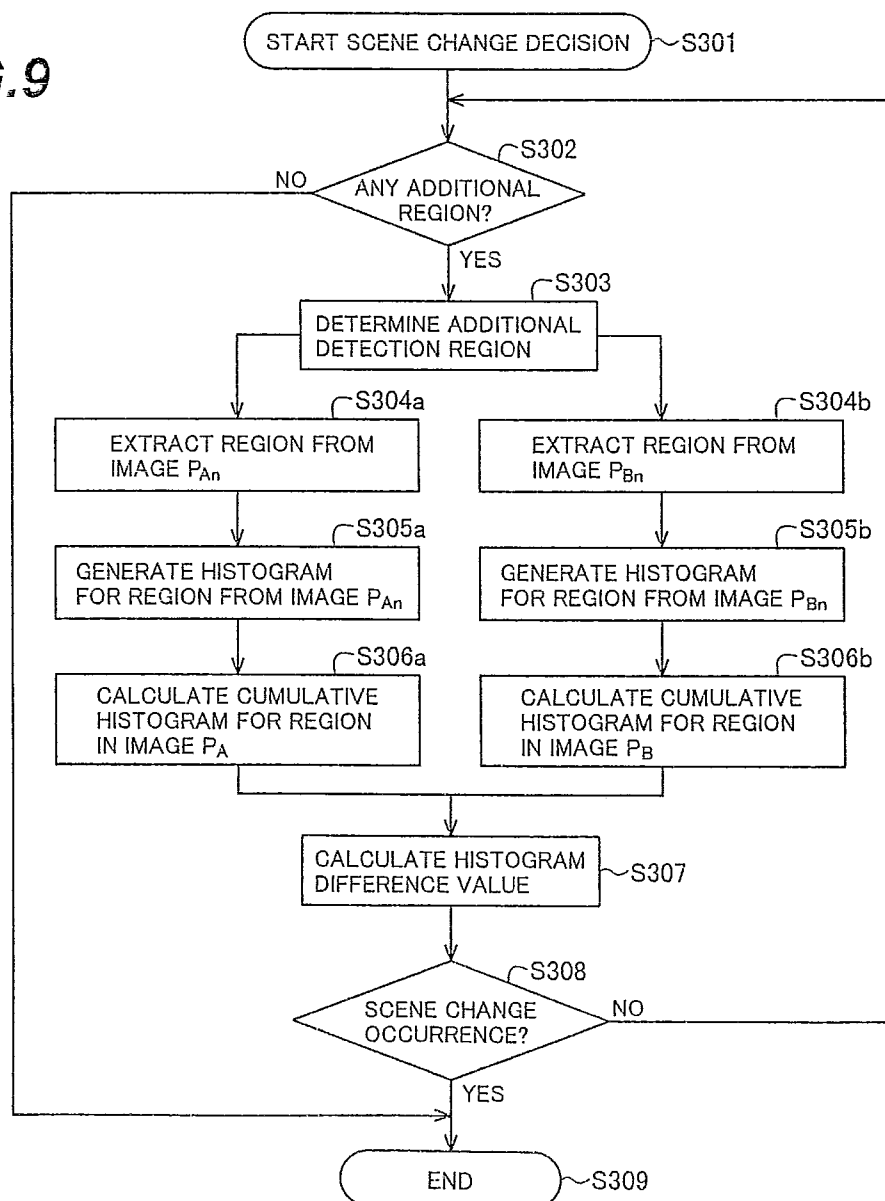 .9
START SCENE CHANGE DECISION
S301
S302
NO
ANY ADDITIONAL
REGION?
YES
S303
DETERMINE ADDITIONAL
DETECTION REGION
S304a
S304b
EXTRACT REGION FROM
IMAGE PAn
EXTRACT REGION FROM
IMAGE PBn
S305a
S305b
GENERATE HISTOGRAM
FOR REGION FROM IMAGE PAn
GENERATE HISTOGRAM
FOR REGION FROM IMAGE PBn
S306a
S306b
CALCULATE CUMULATIVE
HISTOGRAM FOR REGION
IN IMAGE PA
CALCULATE CUMULATIVE
HISTOGRAM FOR REGION
IN IMAGE PB
CALCULATE HISTOGRAM
DIFFERENCE VALUE
S307
S308
SCENE CHANGE
OCCURRENCE?
NO
YES
END
S309